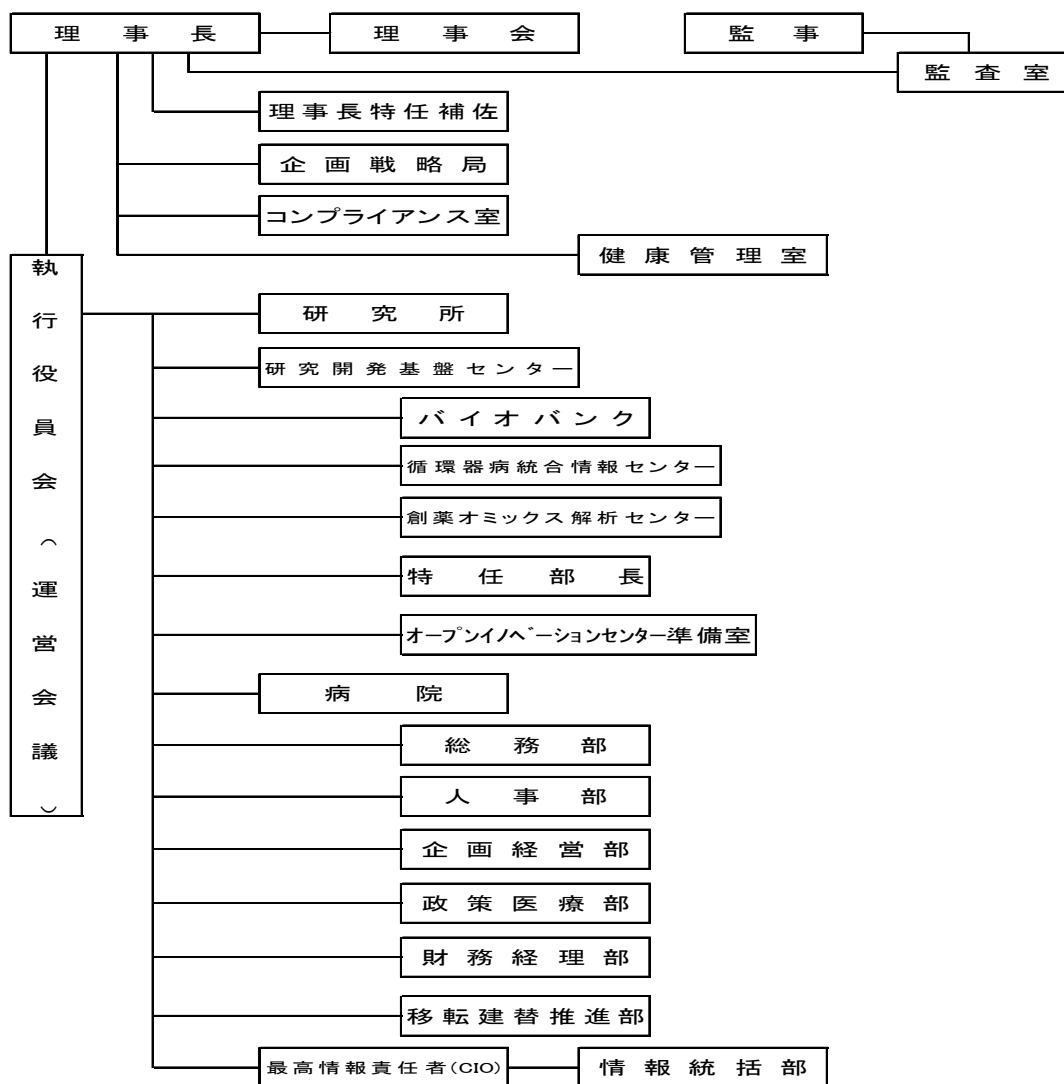 理事長
理事会
監事
監査室
理事長特任補佐
企画戦略局
コンプライアンス室
健康管理室
執行役員会（運営会議）
研究所
研究開発基盤センター
バイオバンク
循環器病統合情報センター
創薬オミックス解析センター
特任部長
オープンイノベーションセンター準備室
病院
総務部
人事部
企画経営部
政策医療部
財務経理部
移転建替推進部
最高情報責任者(CIO)
情報統括部